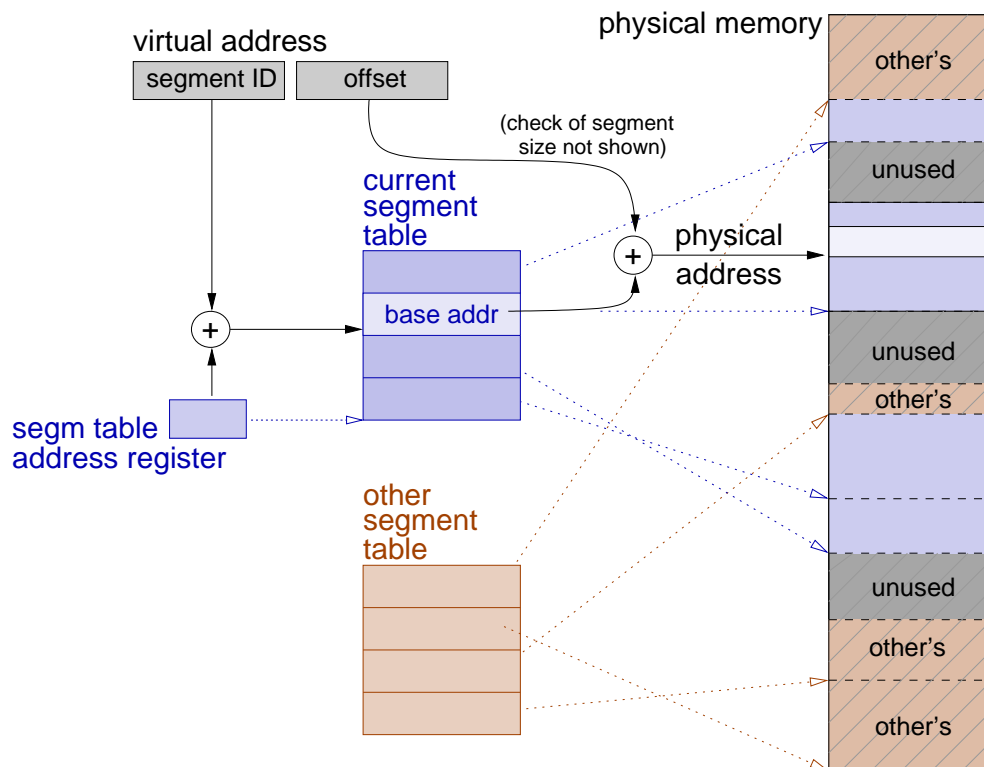 physical memory
virtual address
segment ID
offset
other's
(check of segment
size not shown)
unused
current
segment
table
+
physical
address
base addr
+
unused
other's
segm table
address register
other
segment
table
unused
other's
other's